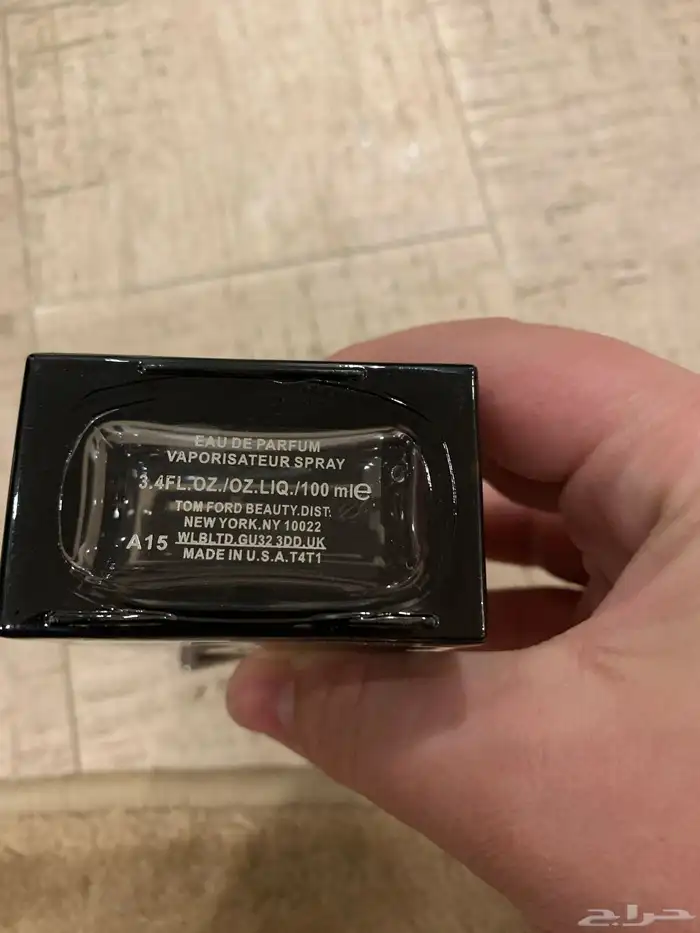 EAU DE PARFUM
VAPORISATEUR SPRAY
3.4FL.OZ./OZ.LIQ./100 ml℮
TOM FORD BEAUTY.DIST:
NEW YORK.NY 10022
A15 WLBLTD.GU32 3DD.UK
MADE IN U.S.A.T4T1
حراج